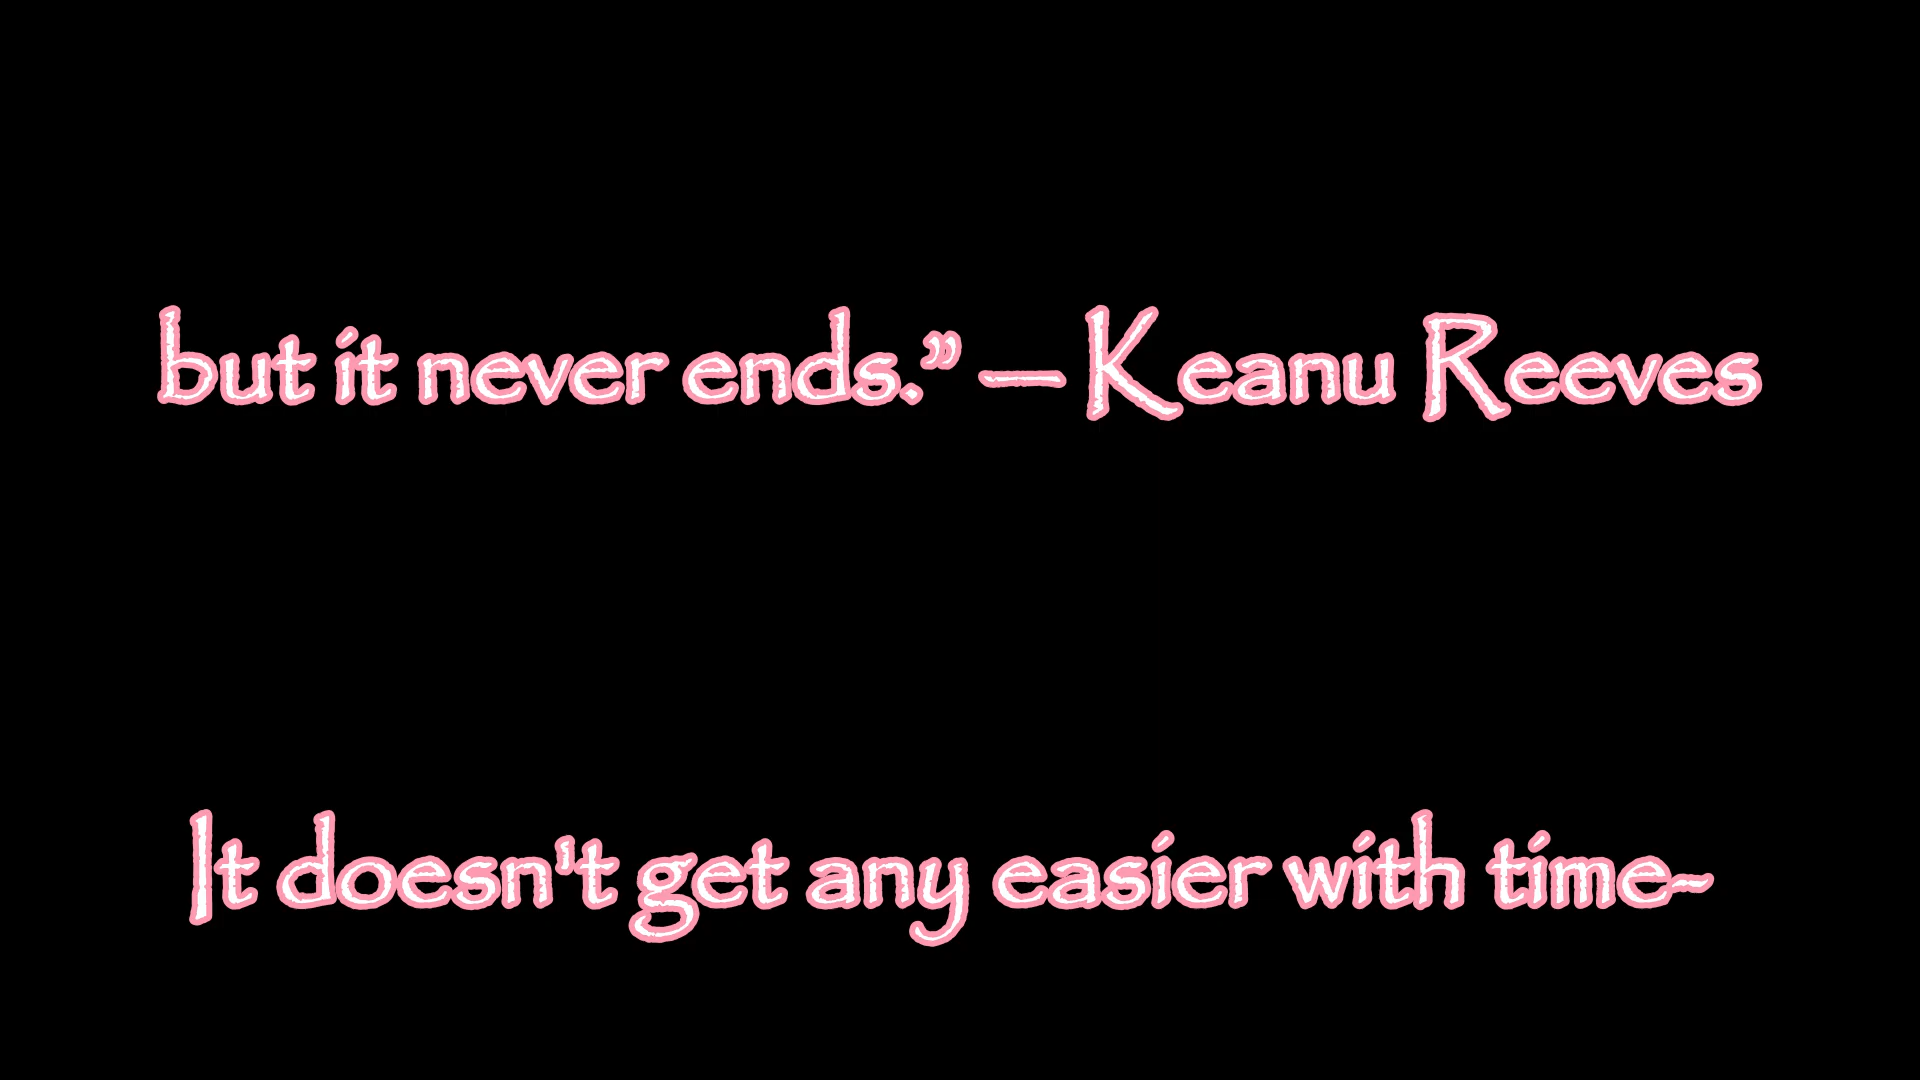 but it never ends.” — Keanu Reeves
It doesn't get any easier with time~